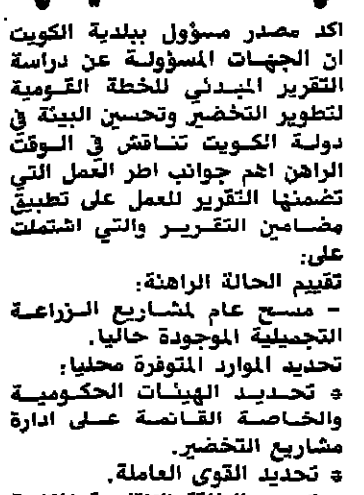 اكد مصدر مسؤول ببلدية الكويت
ان الجهات المسؤولة عن دراسة
التقرير المبدئي للخطة القومية
لتطوير التخضير وتحسين البيئة في
دولة الكويت تناقش في الوقت
الراهن اهم جوانب اطر العمل التي
تضمنها التقرير للعمل على تطبيق
مضامين التقرير والتي اشتملت
على:
تقييم الحالة الراهنة:
- مسح عام لمشاريع الزراعة
التجميلية الموجودة حاليا.
تحديد الموارد المتوفرة محليا:
* تحديد الهيئات الحكومية
والخاصة القائمة على ادارة
مشاريع التخضير.
* تحديد القوى العاملة.